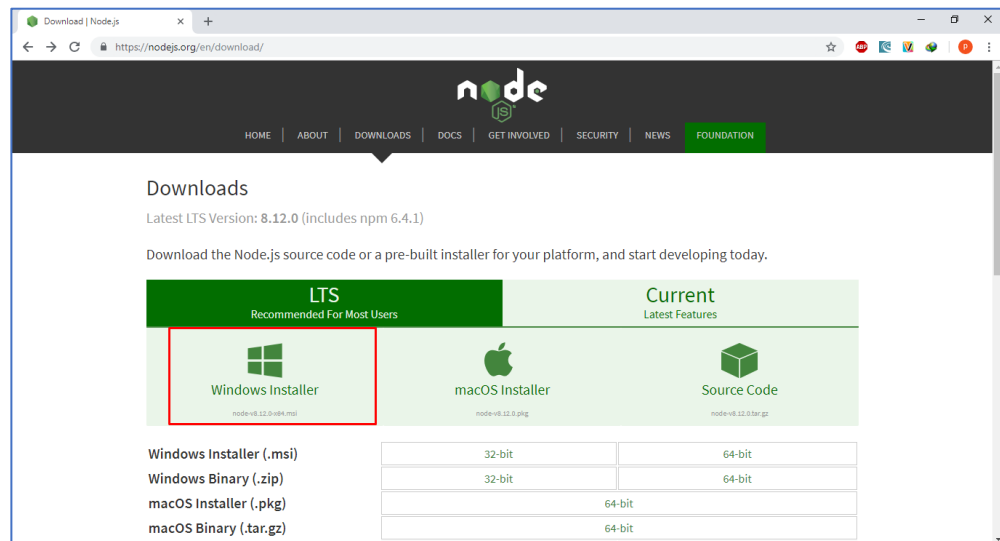 Download | Node.js
https://nodejs.org/en/download/
ABP
P
node
JS
HOME ABOUT DOWNLOADS DOCS GET INVOLVED SECURITY NEWS FOUNDATION
Downloads
Latest LTS Version: 8.12.0 (includes npm 6.4.1)
Download the Node.js source code or a pre-built installer for your platform, and start developing today.
LTS Current
Recommended For Most Users Latest Features
Windows Installer macOS Installer Source Code
node-v8.12.0-x64.msi node-v8.12.0.pkg node-v8.12.0.tar.gz
Windows Installer (.msi) 32-bit 64-bit
Windows Binary (.zip) 32-bit 64-bit
macOS Installer (.pkg) 64-bit
macOS Binary (.tar.gz) 64-bit